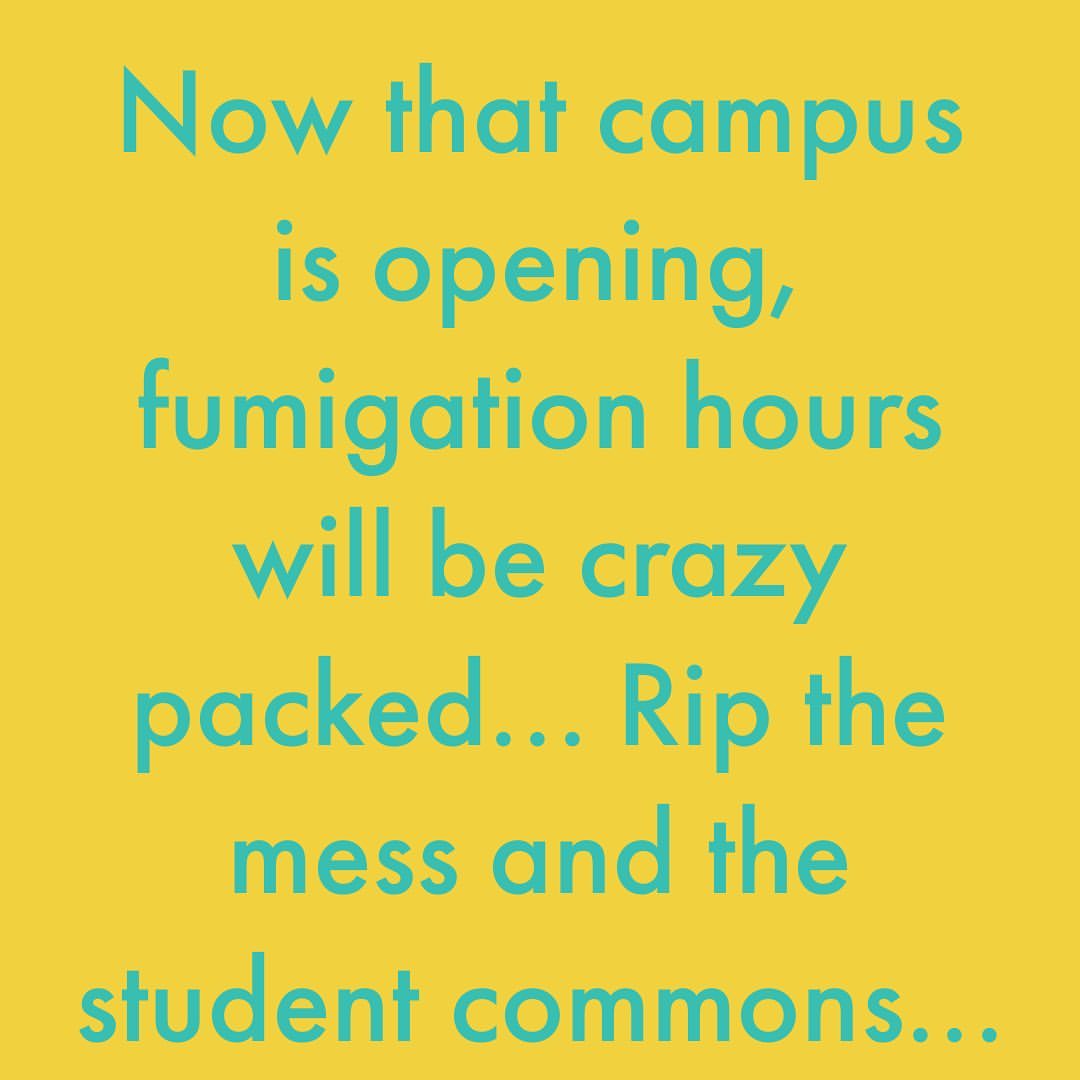 Now that campus
is opening,
fumigation hours
will be crazy
packed... Rip the
mess and the
student commons...